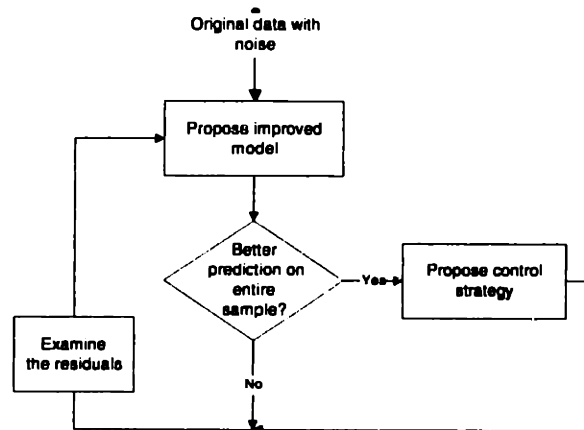 Original data with
noise
Propose improved
model
Better
prediction on
entire
sample?
Yes
Propose control
strategy
Examine
the residuals
No